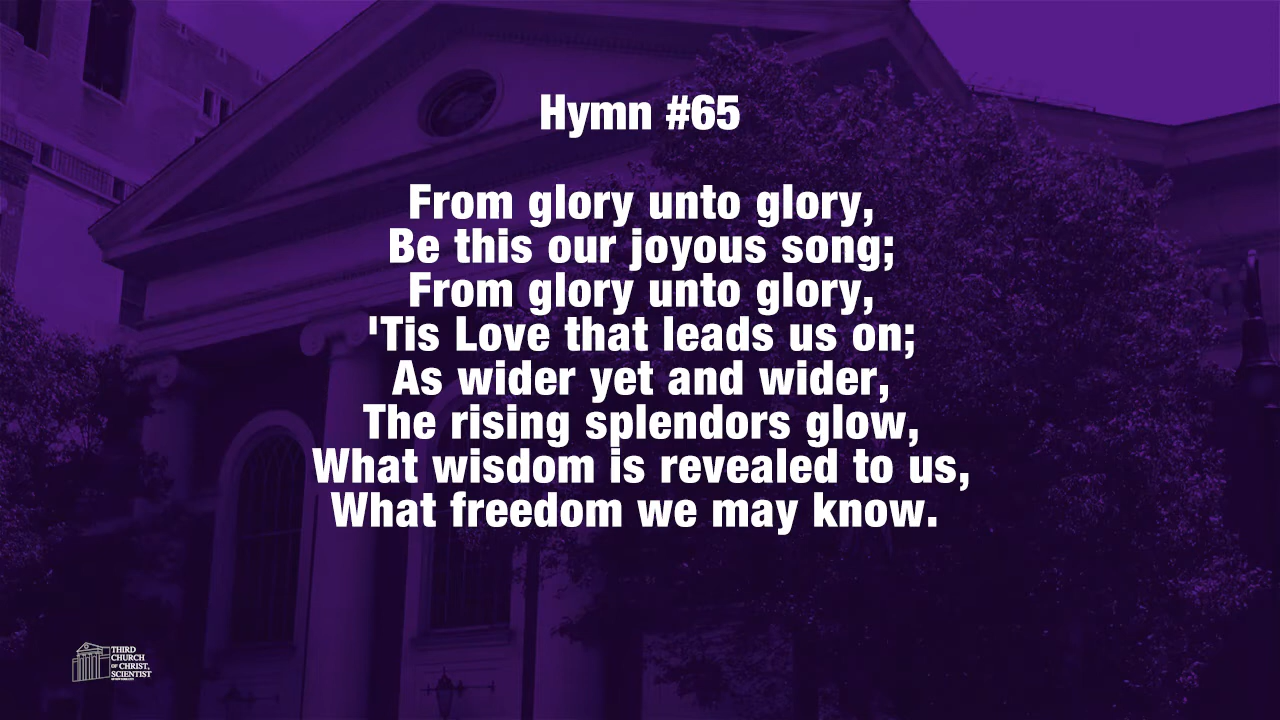 Hymn #65
From glory unto glory,
Be this our joyous song;
From glory unto glory,
'Tis Love that leads us on;
As wider yet and wider,
The rising splendors glow,
What wisdom is revealed to us,
What freedom we may know.
THIRD
CHURCH
OF CHRIST,
SCIENTIST